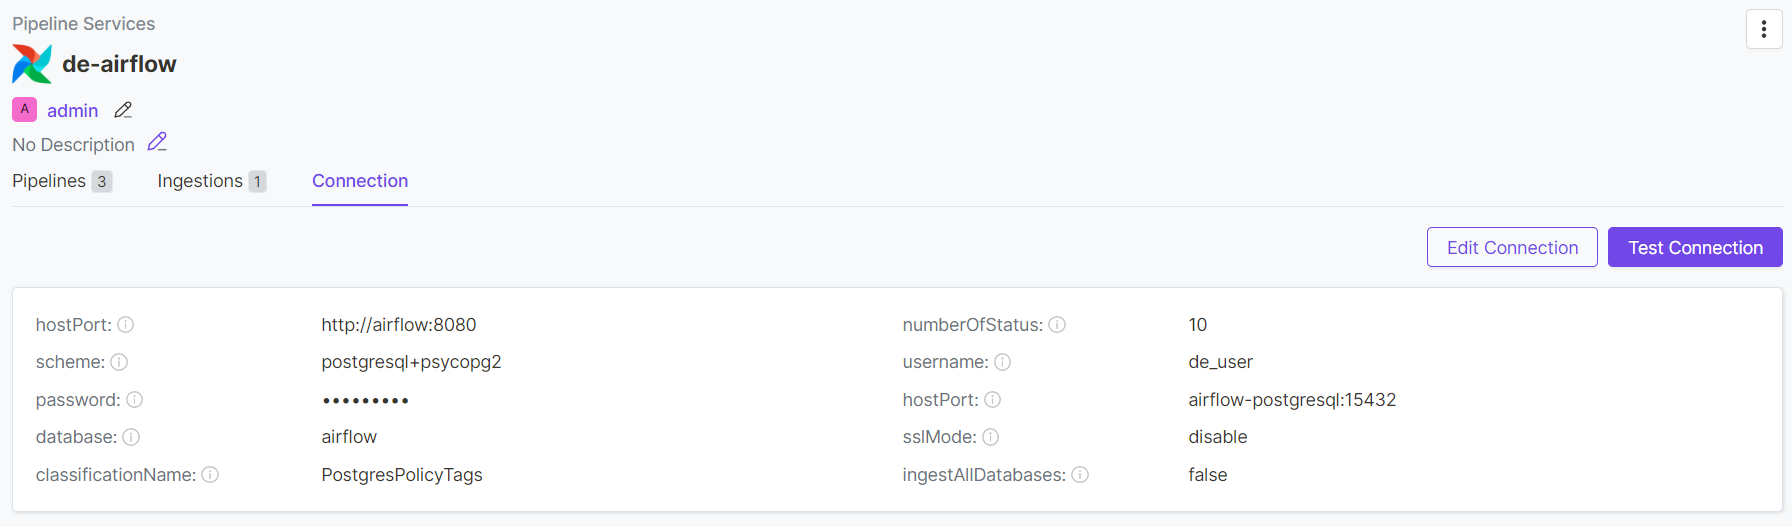 Pipeline Services
de-airflow
A admin
No Description
Pipelines 3 Ingestions 1 Connection
Edit Connection Test Connection
hostPort: http://airflow:8080 numberOfStatus: 10
scheme: postgresql+psycopg2 username: de_user
password: ••••••••• hostPort: airflow-postgresql:15432
database: airflow sslMode: disable
classificationName: PostgresPolicyTags ingestAllDatabases: false